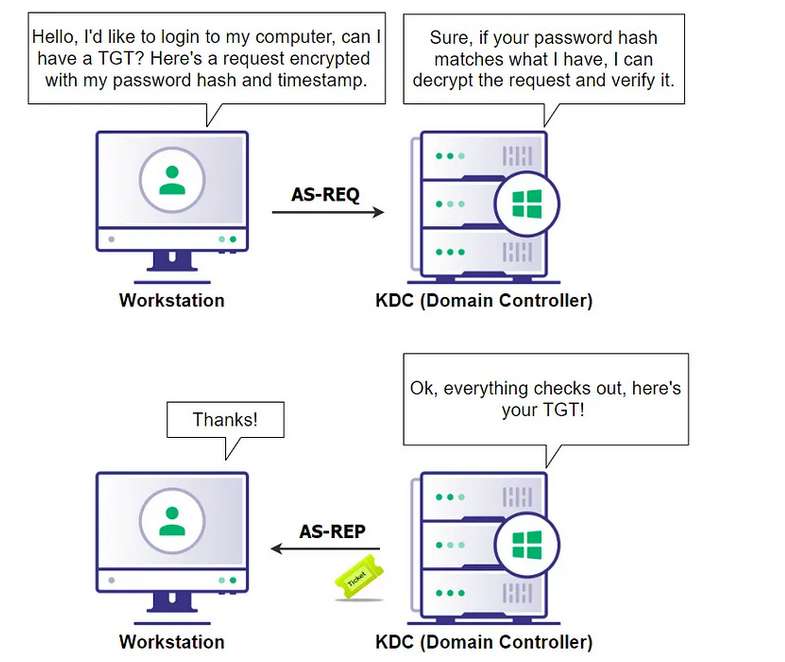 Hello, I'd like to login to my computer, can I
have a TGT? Here's a request encrypted
with my password hash and timestamp.
Sure, if your password hash
matches what I have, I can
decrypt the request and verify it.
AS-REQ
Workstation
KDC (Domain Controller)
Thanks!
Ok, everything checks out, here's
your TGT!
AS-REP
Ticket
Workstation
KDC (Domain Controller)